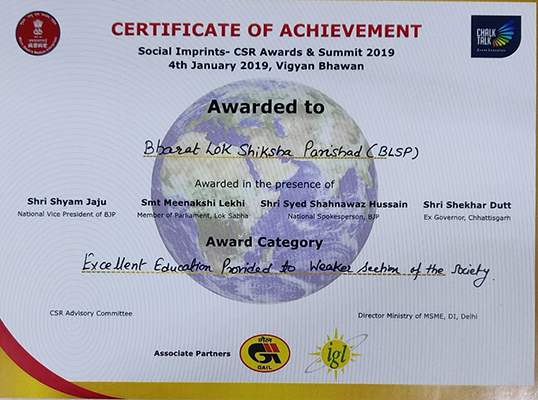 CERTIFICATE OF ACHIEVEMENT
CHALK TALK
Social Imprints- CSR Awards & Summit 2019
4th January 2019, Vigyan Bhawan
Awarded to
Bharat Lok Shiksha Parishad (BLSP)
Awarded in the presence of
Shri Shyam Jaju
National Vice President of BJP
Smt Meenakshi Lekhi
Member of Parliament, Lok Sabha
Shri Syed Shahnawaz Hussain
National Spokesperson, BJP
Shri Shekhar Dutt
Ex Governor, Chhattisgarh
Award Category
Excellent Education Provided to Weaker section of the Society.
CSR Advisory Committee
Director Ministry of MSME, DI, Delhi
Associate Partners
गेल
GAIL
igl